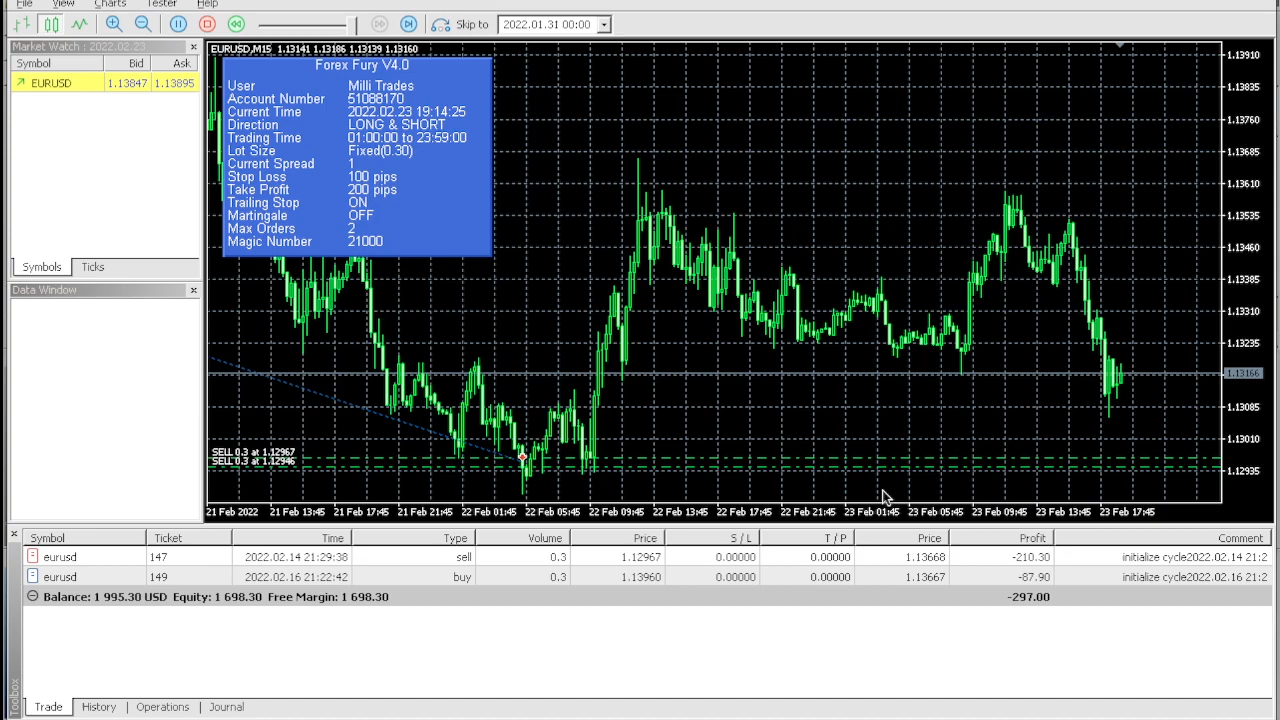 File View Charts Tester Help
Skip to 2022.01.31 00:00
Market Watch : 2022.02.23
Symbol Bid Ask
EURUSD 1.13847 1.13895
Symbols Ticks
Data Window
EURUSD,M15 1.13141 1.13186 1.13139 1.13160
Forex Fury V4.0
User Milli Trades
Account Number 51088170
Current Time 2022.02.23 19:14:25
Direction LONG & SHORT
Trading Time 01:00:00 to 23:59:00
Lot Size Fixed(0.30)
Current Spread 1
Stop Loss 100 pips
Take Profit 200 pips
Trailing Stop ON
Martingale OFF
Max Orders 2
Magic Number 21000
1.13910
1.13835
1.13760
1.13685
1.13610
1.13535
1.13460
1.13385
1.13310
1.13235
1.13166
1.13085
1.13010
1.12935
SELL 0.3 at 1.12967
SELL 0.3 at 1.12946
21 Feb 2022 21 Feb 13:45 21 Feb 17:45 21 Feb 21:45 22 Feb 01:45 22 Feb 05:45 22 Feb 09:45 22 Feb 13:45 22 Feb 17:45 22 Feb 21:45 23 Feb 01:45 23 Feb 05:45 23 Feb 09:45 23 Feb 13:45 23 Feb 17:45
Symbol Ticket Time Type Volume Price S / L T / P Price Profit Comment
eurusd 147 2022.02.14 21:29:38 sell 0.3 1.12967 0.00000 0.00000 1.13668 -210.30 initialize cycle2022.02.14 21:2
eurusd 149 2022.02.16 21:22:42 buy 0.3 1.13960 0.00000 0.00000 1.13667 -87.90 initialize cycle2022.02.16 21:2
Balance: 1 995.30 USD Equity: 1 698.30 Free Margin: 1 698.30 -297.00
Toolbox
Trade History Operations Journal